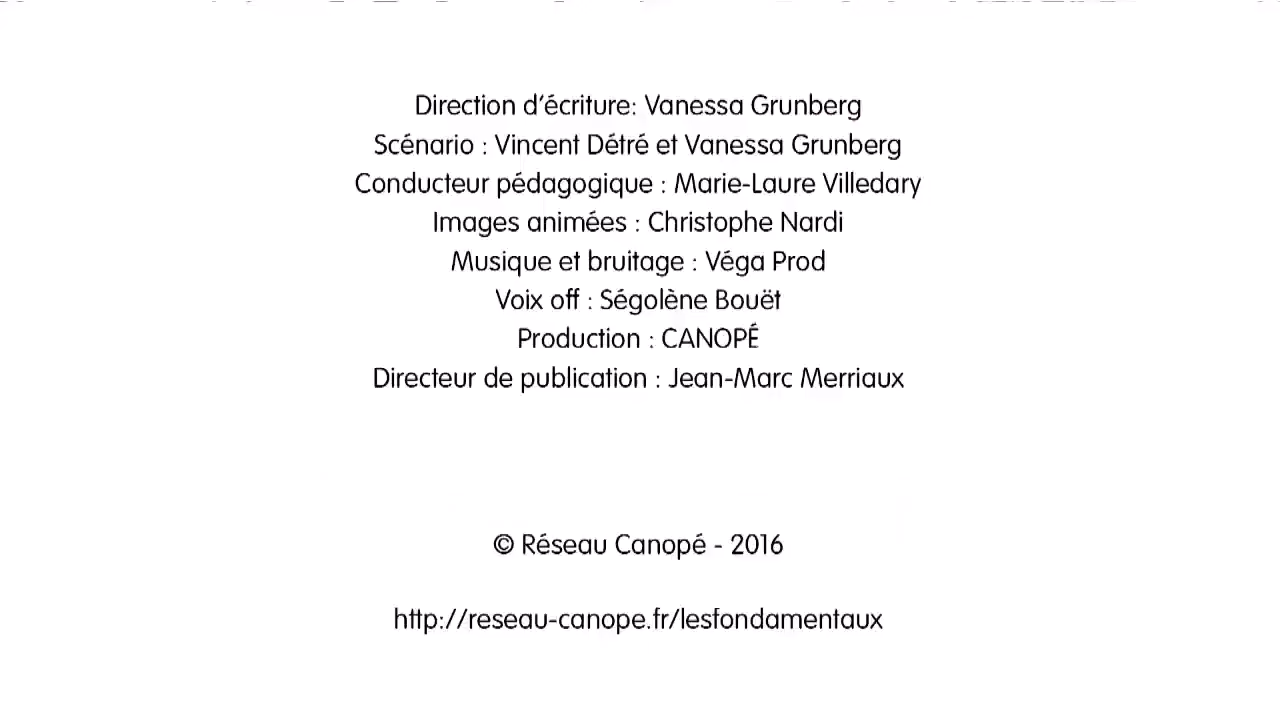 Direction d’écriture: Vanessa Grunberg
Scénario : Vincent Détré et Vanessa Grunberg
Conducteur pédagogique : Marie-Laure Villedary
Images animées : Christophe Nardi
Musique et bruitage : Véga Prod
Voix off : Ségolène Bouët
Production : CANOPÉ
Directeur de publication : Jean-Marc Merriaux
© Réseau Canopé - 2016
http://reseau-canope.fr/lesfondamentaux